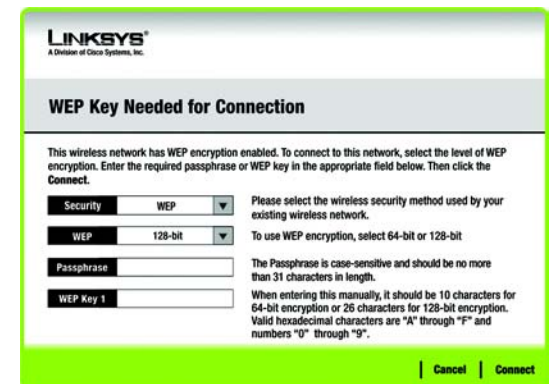 LINKSYS®
A Division of Cisco Systems, Inc.
WEP Key Needed for Connection
This wireless network has WEP encryption enabled. To connect to this network, select the level of WEP
encryption. Enter the required passphrase or WEP key in the appropriate field below. Then click the
Connect.
Security WEP Please select the wireless security method used by your
existing wireless network.
WEP 128-bit To use WEP encryption, select 64-bit or 128-bit
Passphrase The Passphrase is case-sensitive and should be no more
than 31 characters in length.
WEP Key 1 When entering this manually, it should be 10 characters for
64-bit encryption or 26 characters for 128-bit encryption.
Valid hexadecimal characters are "A" through "F" and
numbers "0" through "9".
Cancel Connect